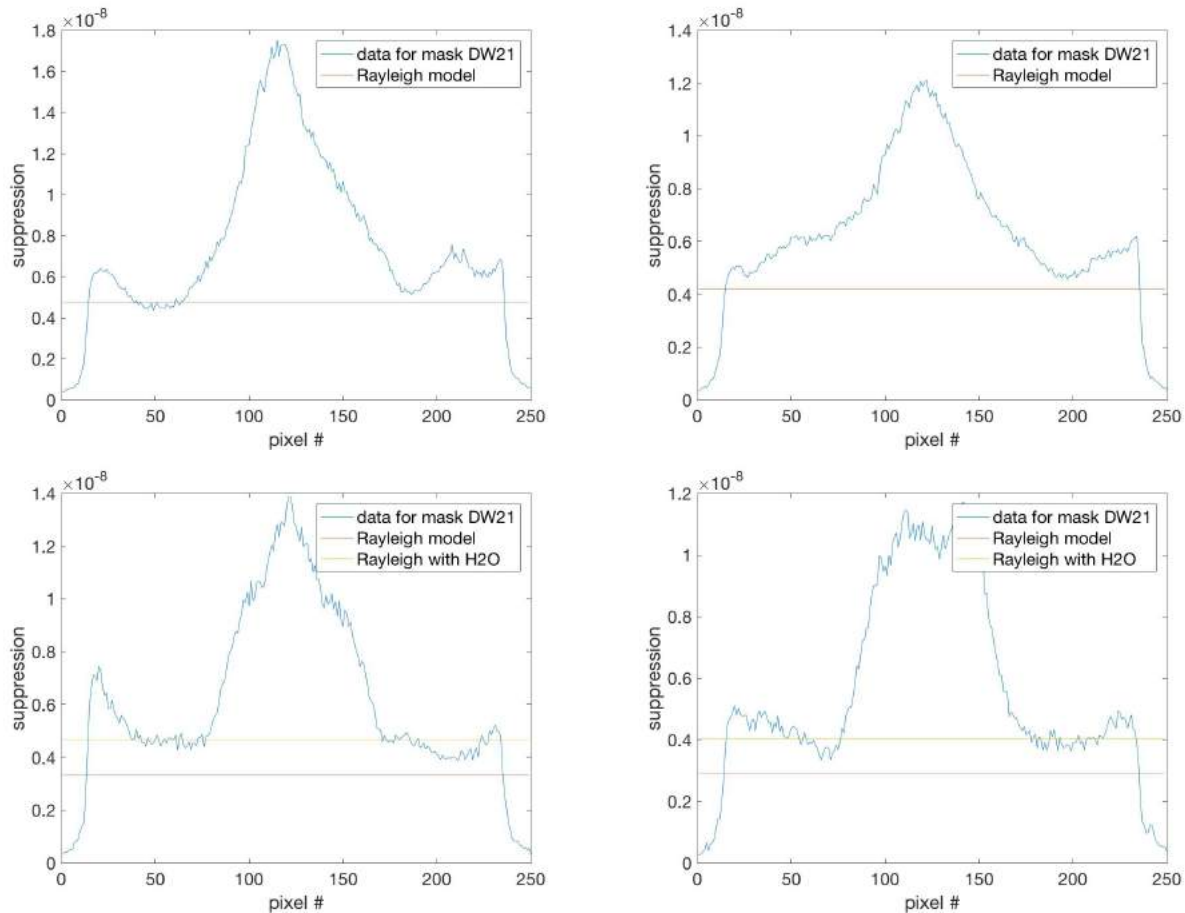 ×10⁻⁸
1.8
1.6
1.4
1.2
1
0.8
0.6
0.4
0.2
0
suppression
data for mask DW21
Rayleigh model
0 50 100 150 200 250
pixel #
×10⁻⁸
1.4
1.2
1
0.8
0.6
0.4
0.2
0
suppression
data for mask DW21
Rayleigh model
0 50 100 150 200 250
pixel #
×10⁻⁸
1.4
1.2
1
0.8
0.6
0.4
0.2
0
suppression
data for mask DW21
Rayleigh model
Rayleigh with H2O
0 50 100 150 200 250
pixel #
×10⁻⁸
1.2
1
0.8
0.6
0.4
0.2
0
suppression
data for mask DW21
Rayleigh model
Rayleigh with H2O
0 50 100 150 200 250
pixel #